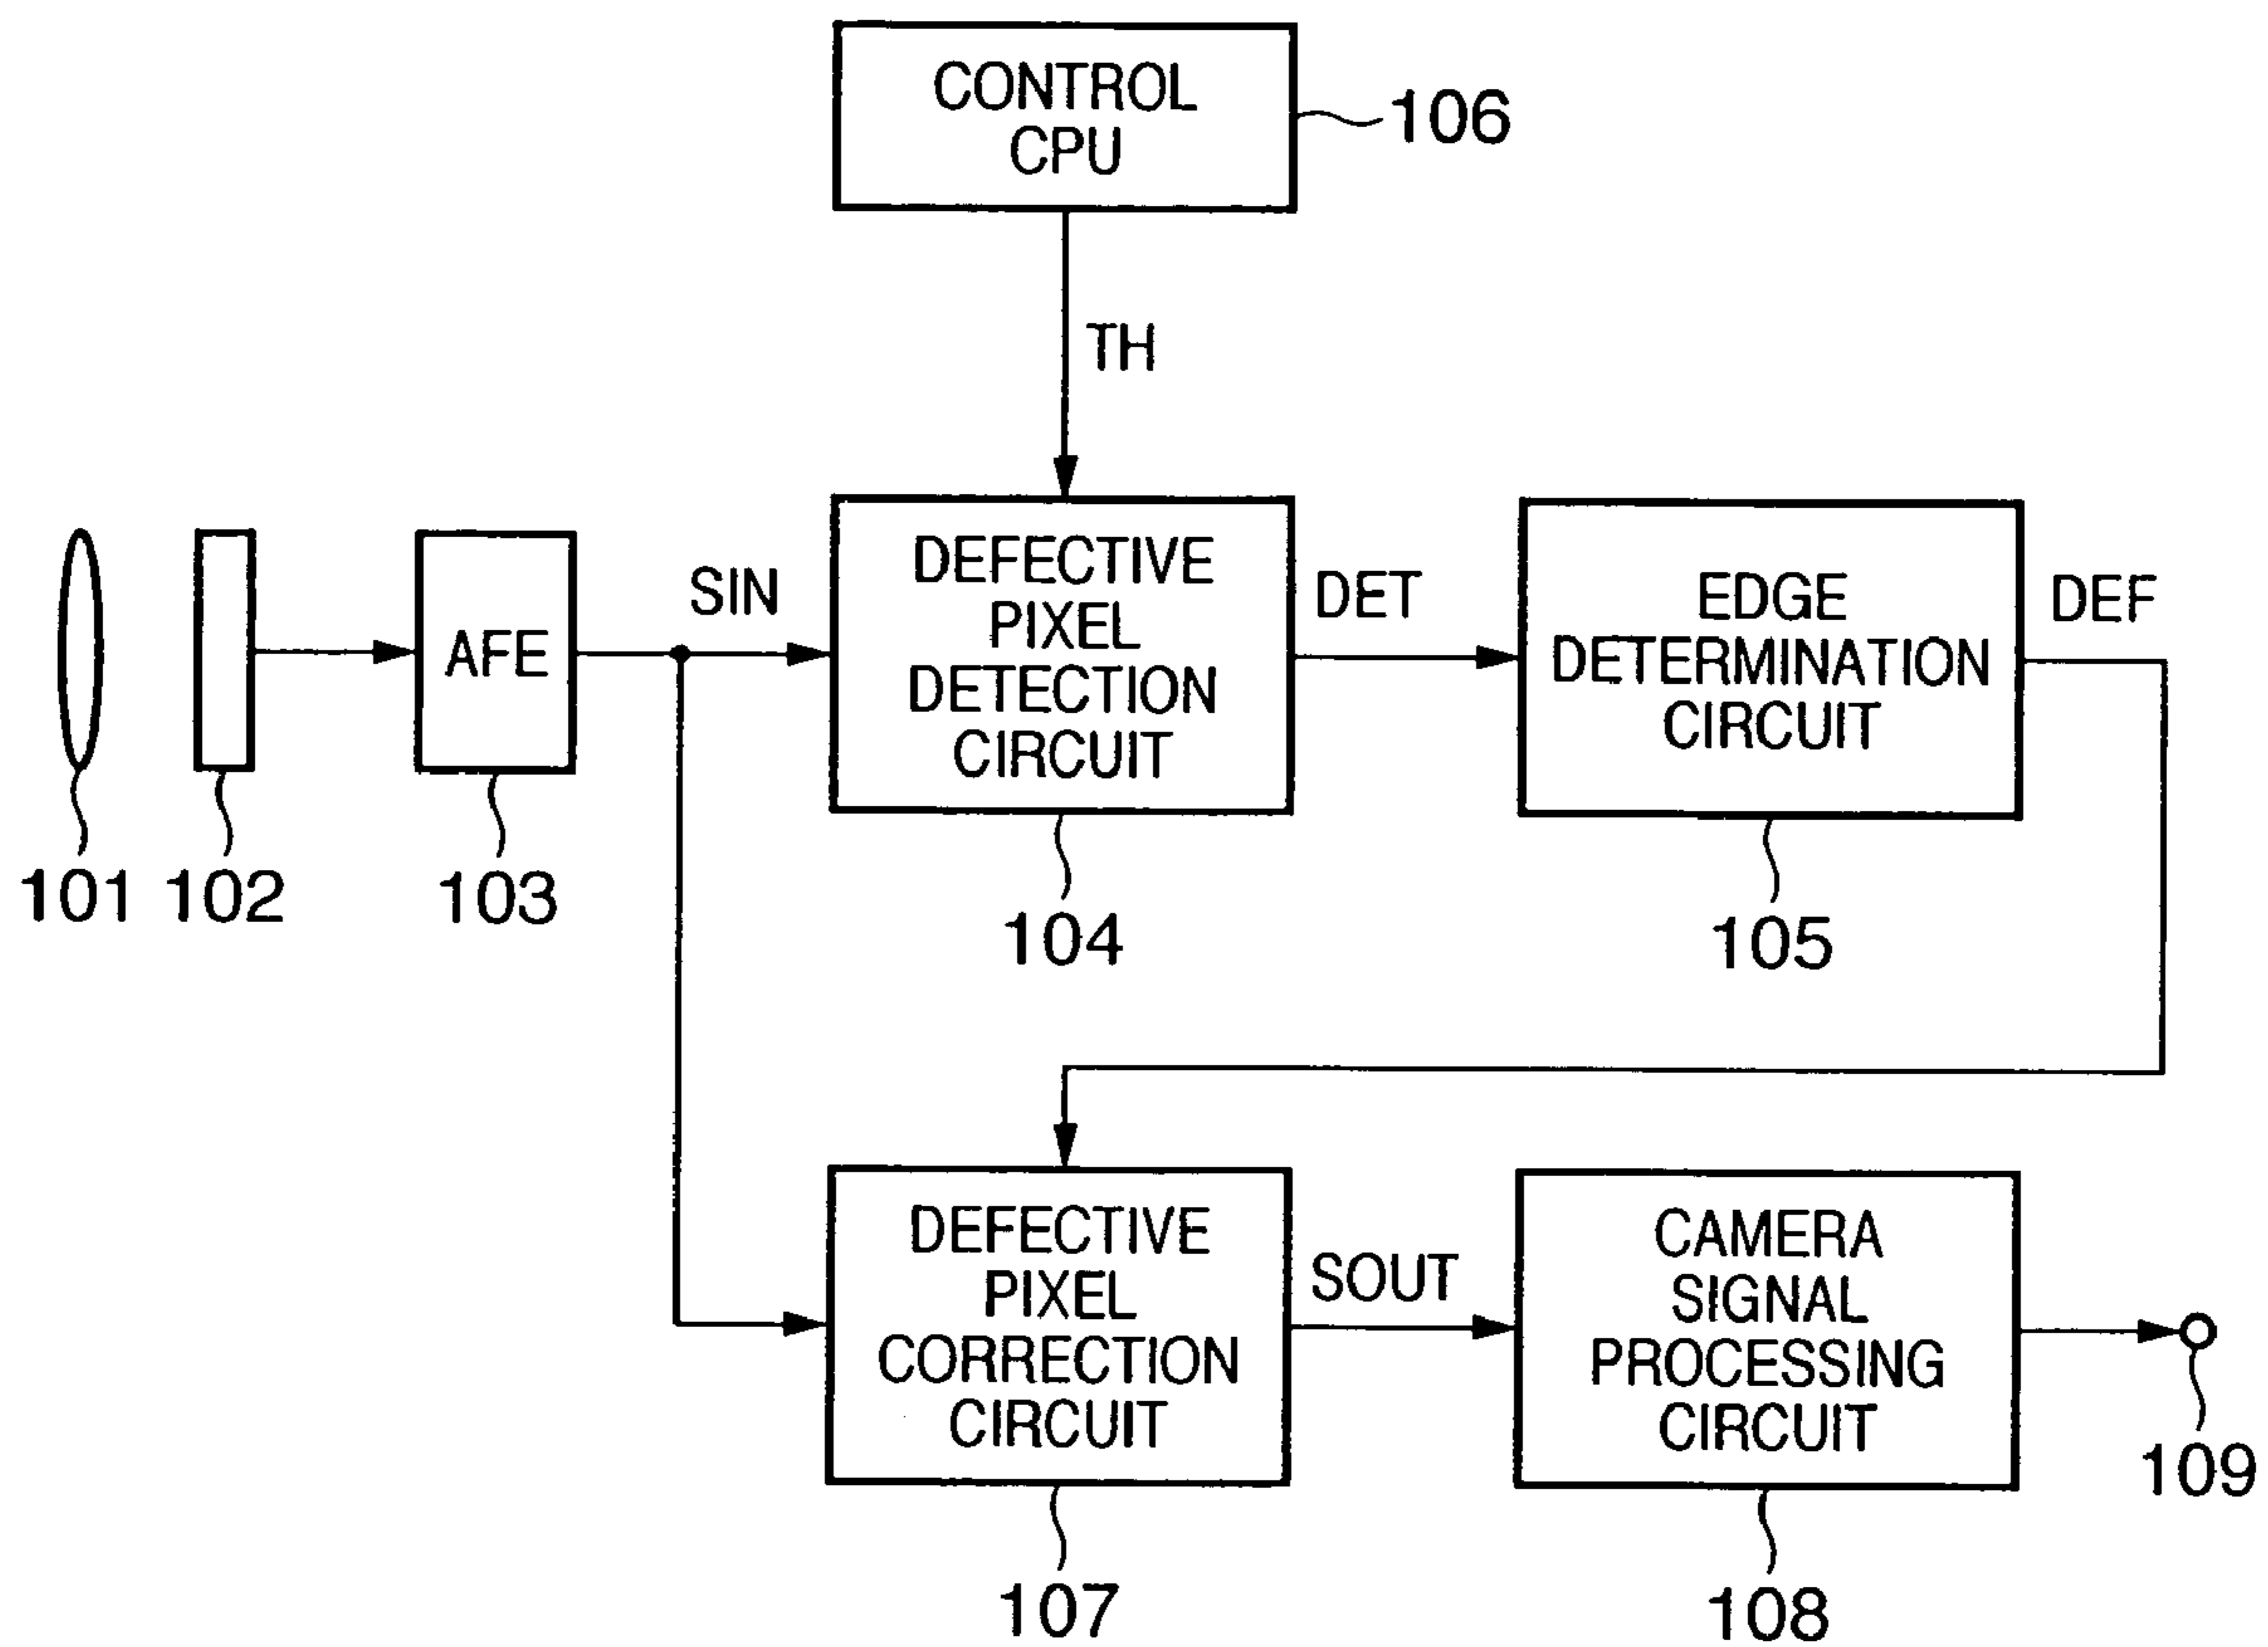 CONTROL
CPU
106
TH
SIN
AFE
DEFECTIVE
PIXEL
DETECTION
CIRCUIT
DET
EDGE
DETERMINATION
CIRCUIT
DEF
101
102
103
104
105
DEFECTIVE
PIXEL
CORRECTION
CIRCUIT
SOUT
CAMERA
SIGNAL
PROCESSING
CIRCUIT
109
107
108